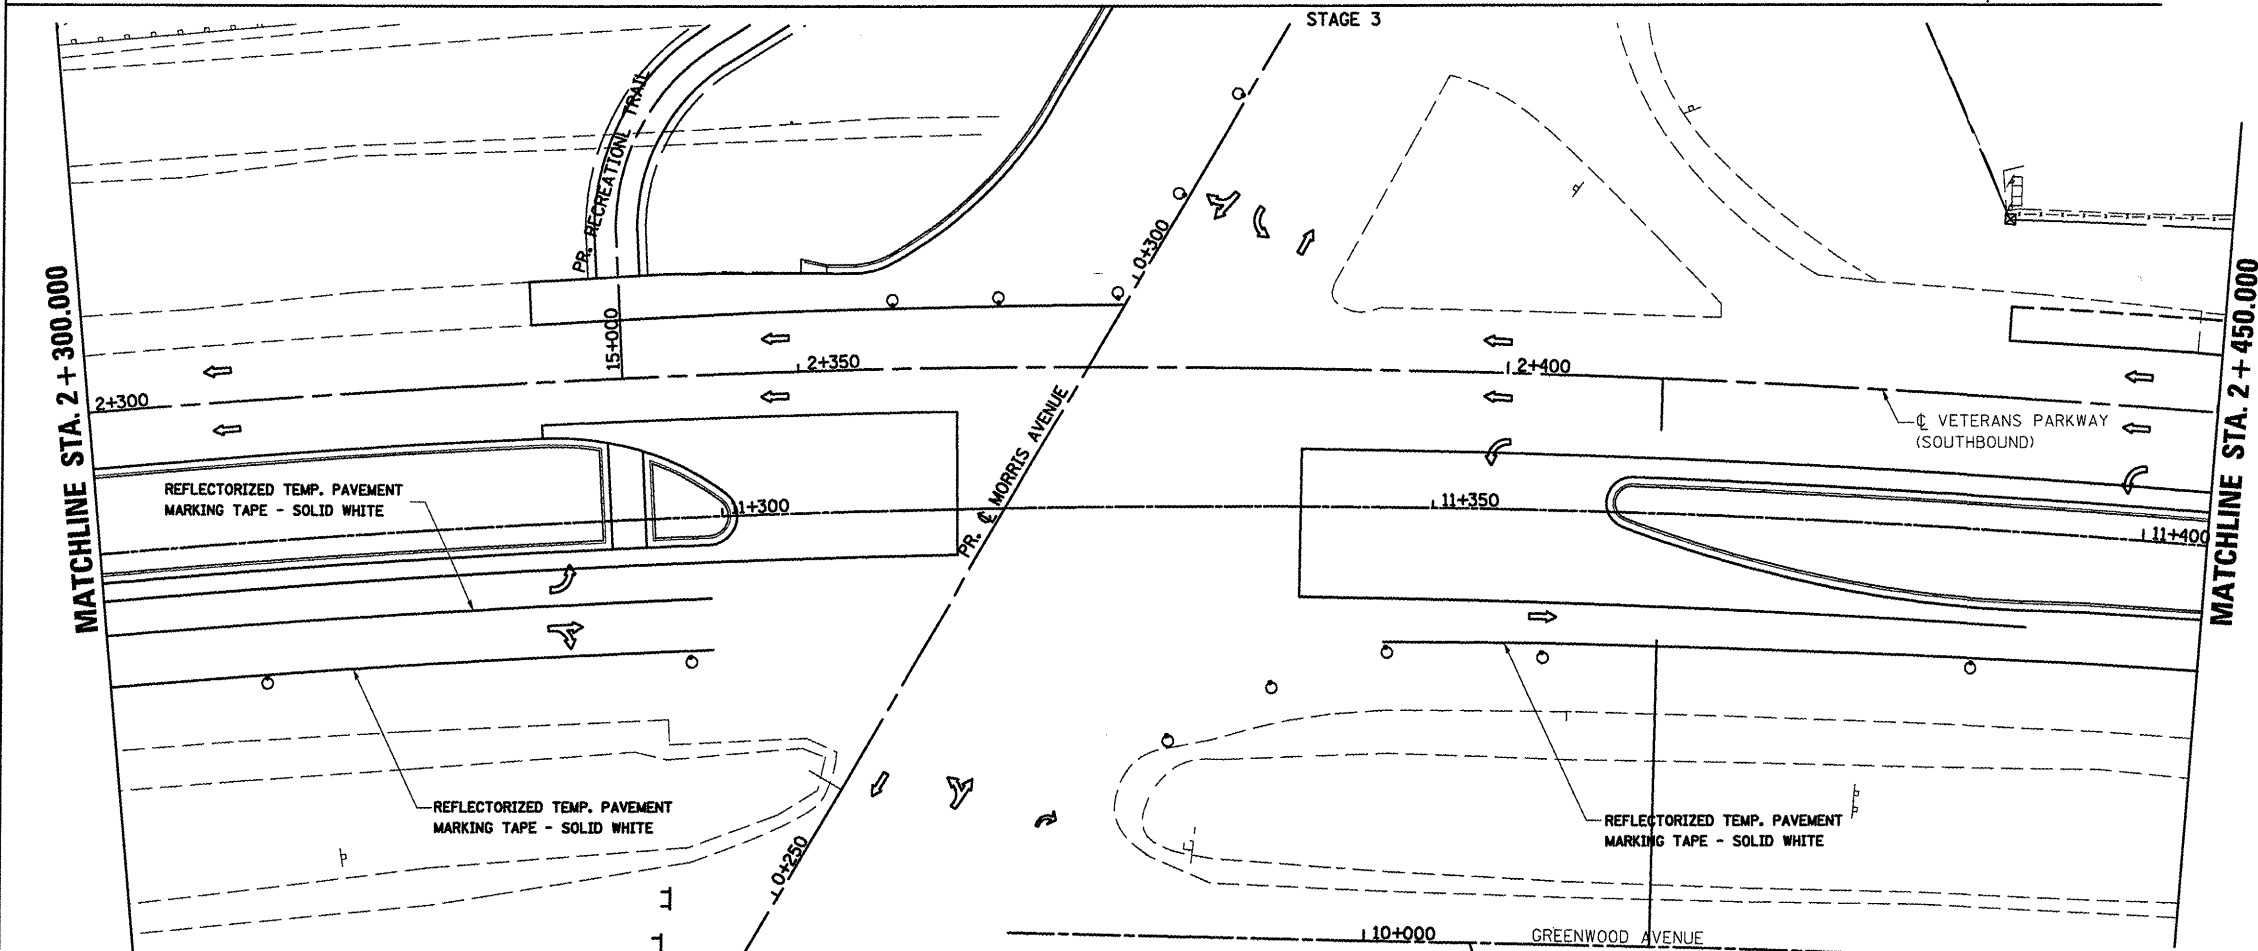 STAGE 3
PR. RECREATIONL TRAIL
0+300
MATCHLINE STA. 2+300.000
MATCHLINE STA. 2+450.000
15+000
2+350
2+400
2+300
℄ VETERANS PARKWAY
(SOUTHBOUND)
PR. ℄ MORRIS AVENUE
REFLECTORIZED TEMP. PAVEMENT
MARKING TAPE - SOLID WHITE
11+300
11+350
11+400
REFLECTORIZED TEMP. PAVEMENT
MARKING TAPE - SOLID WHITE
REFLECTORIZED TEMP. PAVEMENT
MARKING TAPE - SOLID WHITE
0+250
10+000
GREENWOOD AVENUE